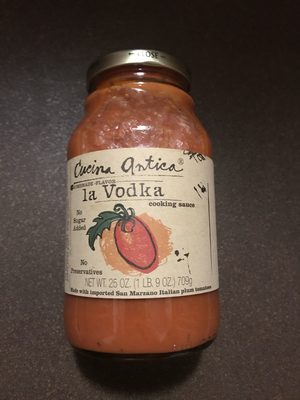 CLOSE
Cucina Antica®
HOMEMADE FLAVOR
la Vodka
cooking sauce
No
Sugar
Added
No
Preservatives
NET WT. 25 OZ. (1 LB. 9 OZ.) 709g
Made with imported San Marzano Italian plum tomatoes